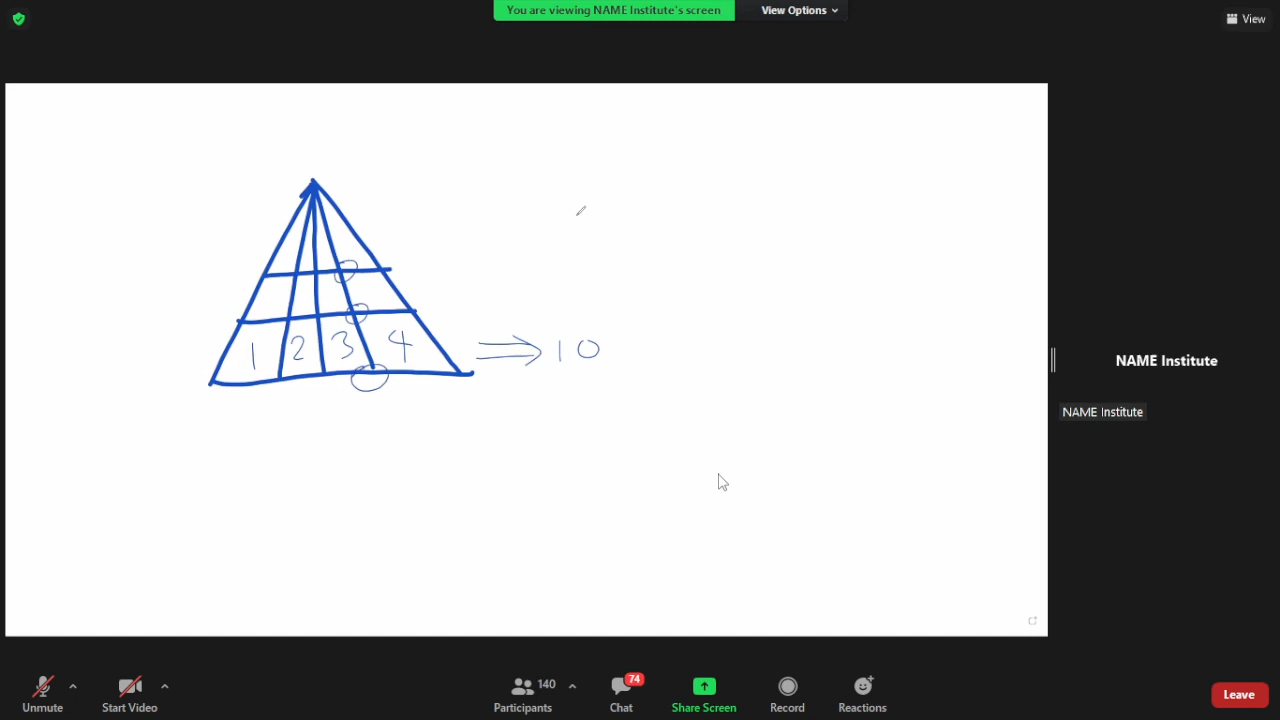 You are viewing NAME Institute's screen View Options
View
1 2 3 4 ⇒ 10
NAME Institute
NAME Institute
140
74
Unmute Start Video Participants Chat Share Screen Record Reactions Leave